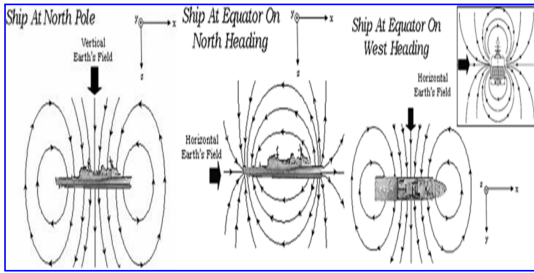 Ship At North Pole
y
x
z
Vertical
Earth's Field
Ship At Equator On
North Heading
y
x
z
Horizontal
Earth's Field
Ship At Equator On
West Heading
Horizontal
Earth's Field
z
x
y